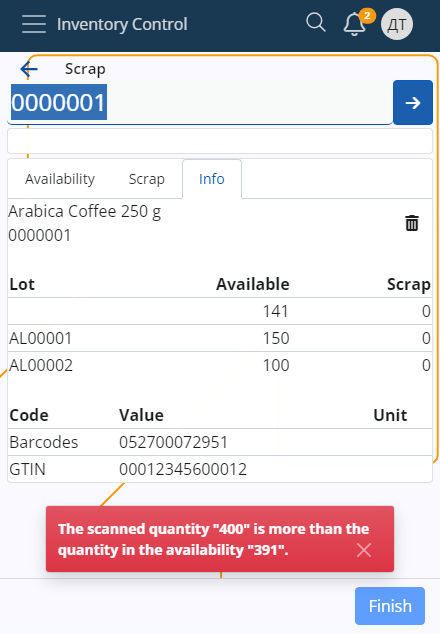 Inventory Control
2
ДТ
Scrap
0000001
Availability Scrap Info
Arabica Coffee 250 g
0000001
Lot Available Scrap
141 0
AL00001 150 0
AL00002 100 0
Code Value Unit
Barcodes 052700072951
GTIN 00012345600012
The scanned quantity "400" is more than the
quantity in the availability "391".
Finish